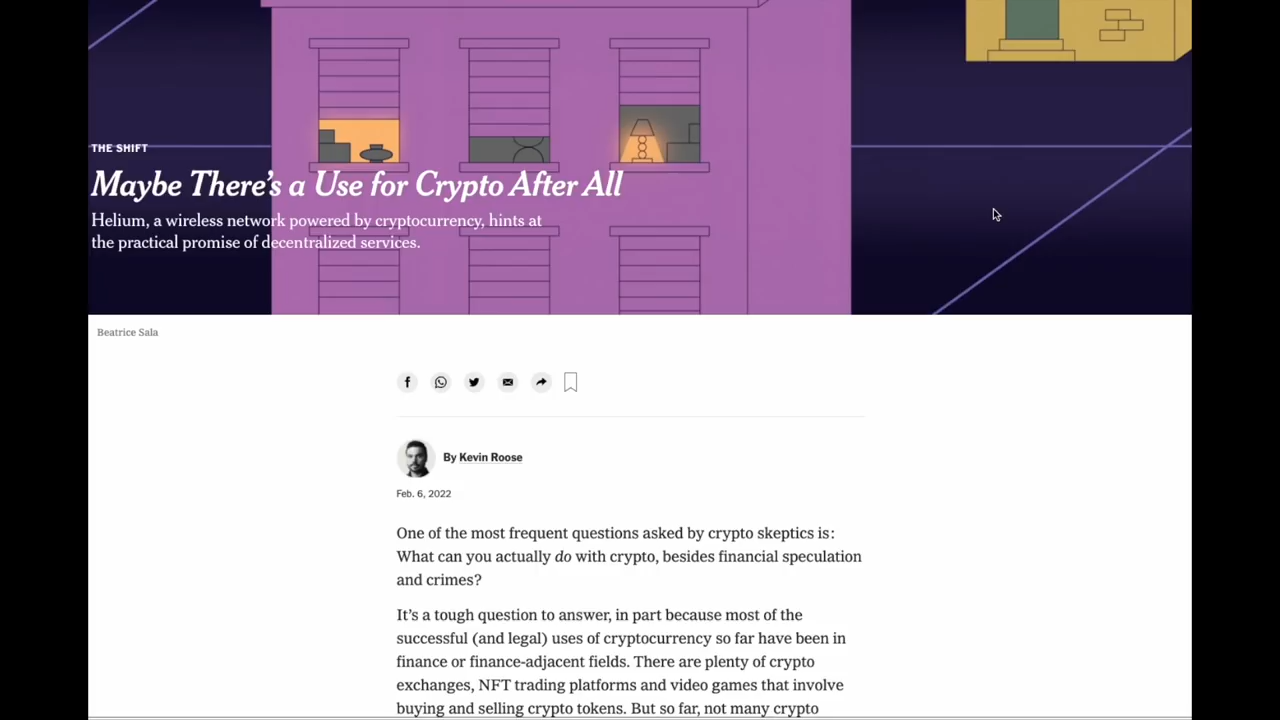 THE SHIFT
Maybe There's a Use for Crypto After All
Helium, a wireless network powered by cryptocurrency, hints at
the practical promise of decentralized services.
Beatrice Sala
By Kevin Roose
Feb. 6, 2022
One of the most frequent questions asked by crypto skeptics is:
What can you actually do with crypto, besides financial speculation
and crimes?
It's a tough question to answer, in part because most of the
successful (and legal) uses of cryptocurrency so far have been in
finance or finance-adjacent fields. There are plenty of crypto
exchanges, NFT trading platforms and video games that involve
buying and selling crypto tokens. But so far, not many crypto